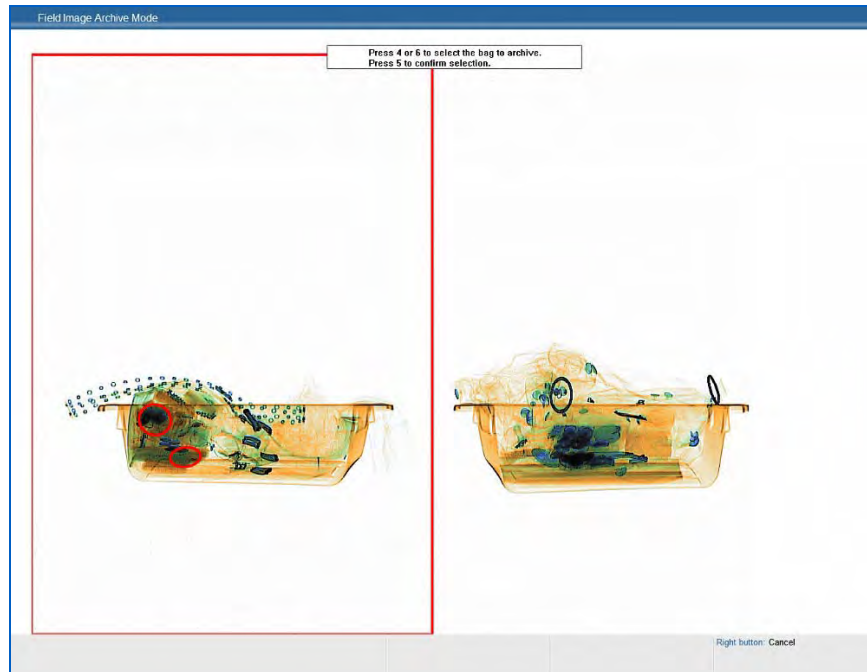 Field Image Archive Mode
Press 4 or 6 to select the bag to archive.
Press 5 to confirm selection.
Right button: Cancel